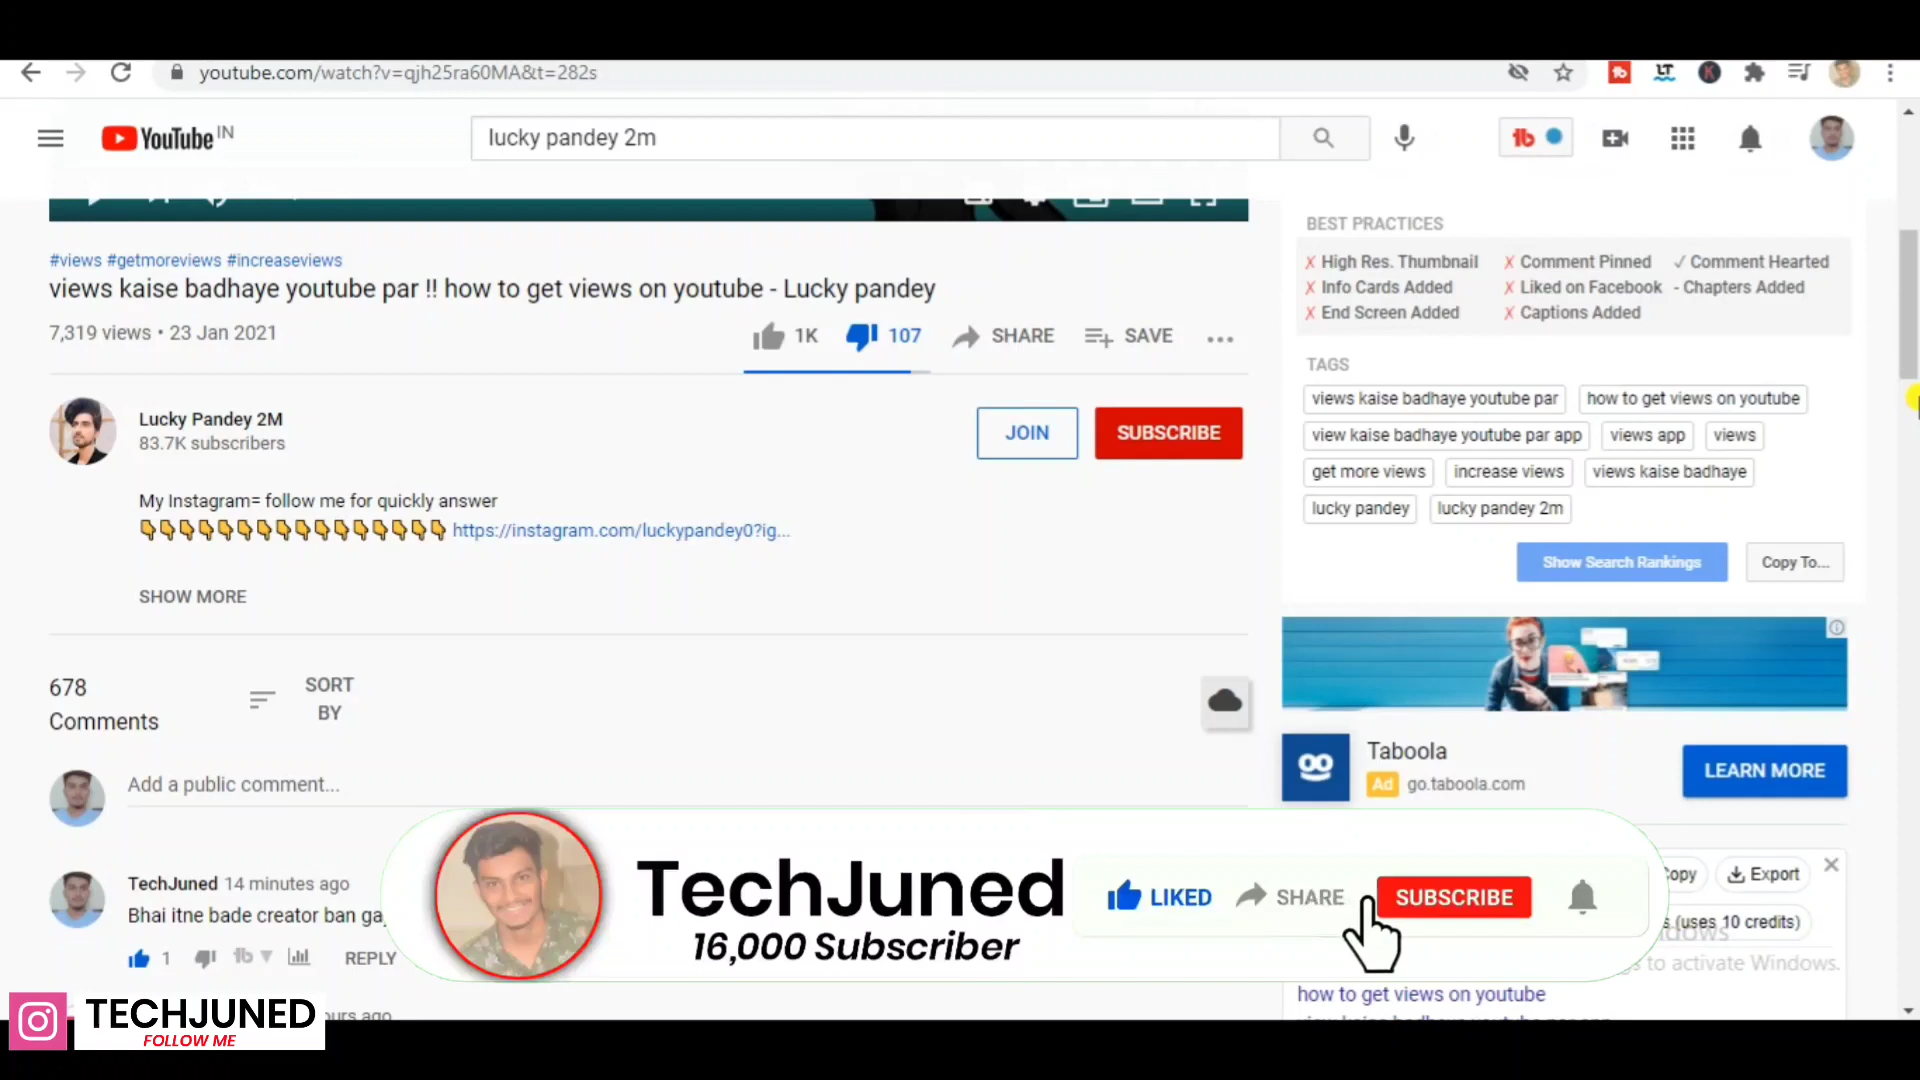 youtube.com/watch?v=qjh25ra60MA&t=282s
YouTube IN
lucky pandey 2m
#views #getmoreviews #increaseviews
views kaise badhaye youtube par !! how to get views on youtube - Lucky pandey
7,319 views • 23 Jan 2021
1K 107 SHARE SAVE
Lucky Pandey 2M
83.7K subscribers
JOIN SUBSCRIBE
My Instagram= follow me for quickly answer
👇👇👇👇👇👇👇👇👇👇👇👇👇👇👇👇 https://instagram.com/luckypandey0?ig...
SHOW MORE
678
Comments
SORT
BY
Add a public comment...
TechJuned 14 minutes ago
Bhai itne bade creator ban
1 REPLY
ago
BEST PRACTICES
✗ High Res. Thumbnail ✗ Comment Pinned ✓ Comment Hearted
✗ Info Cards Added ✗ Liked on Facebook - Chapters Added
✗ End Screen Added ✗ Captions Added
TAGS
views kaise badhaye youtube par how to get views on youtube
view kaise badhaye youtube par app views app views
get more views increase views views kaise badhaye
lucky pandey lucky pandey 2m
Show Search Rankings Copy To...
Taboola
Ad go.taboola.com
LEARN MORE
Export
(uses 10 credits)
to activate Windows.
how to get views on youtube
TechJuned
16,000 Subscriber
LIKED SHARE SUBSCRIBE
TECHJUNED
FOLLOW ME